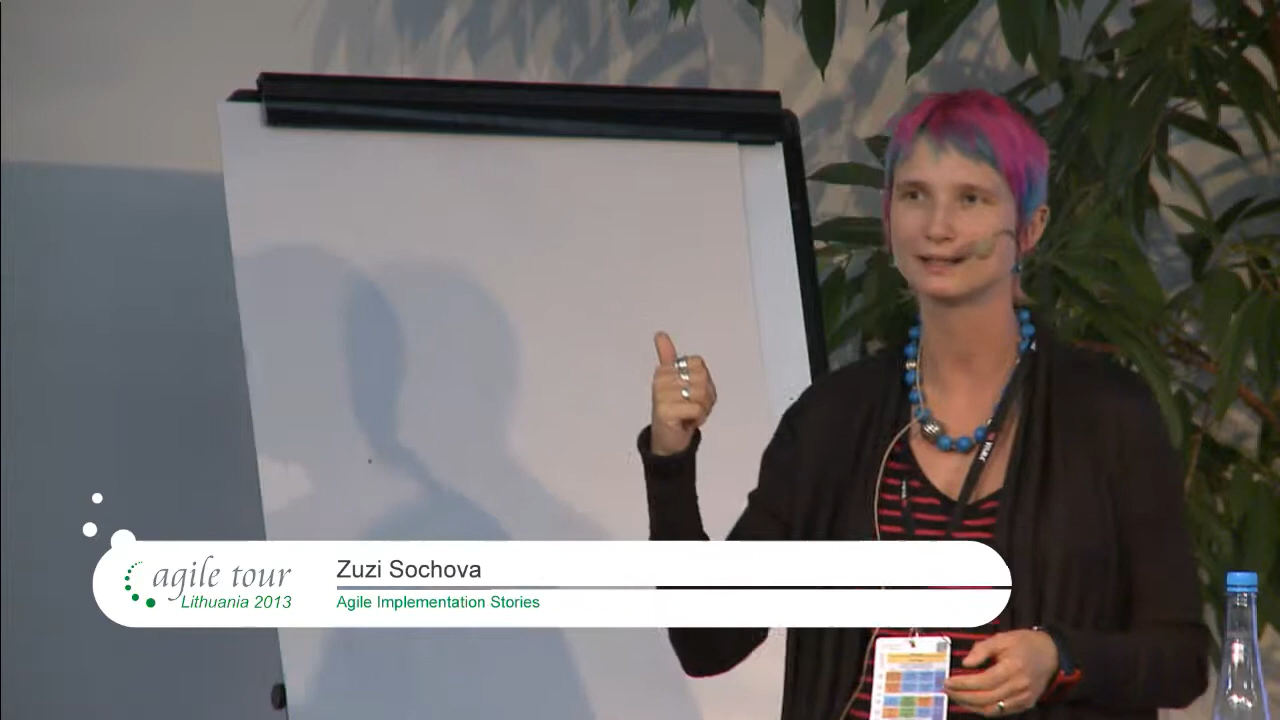 agile tour
Lithuania 2013
Zuzi Sochova
Agile Implementation Stories